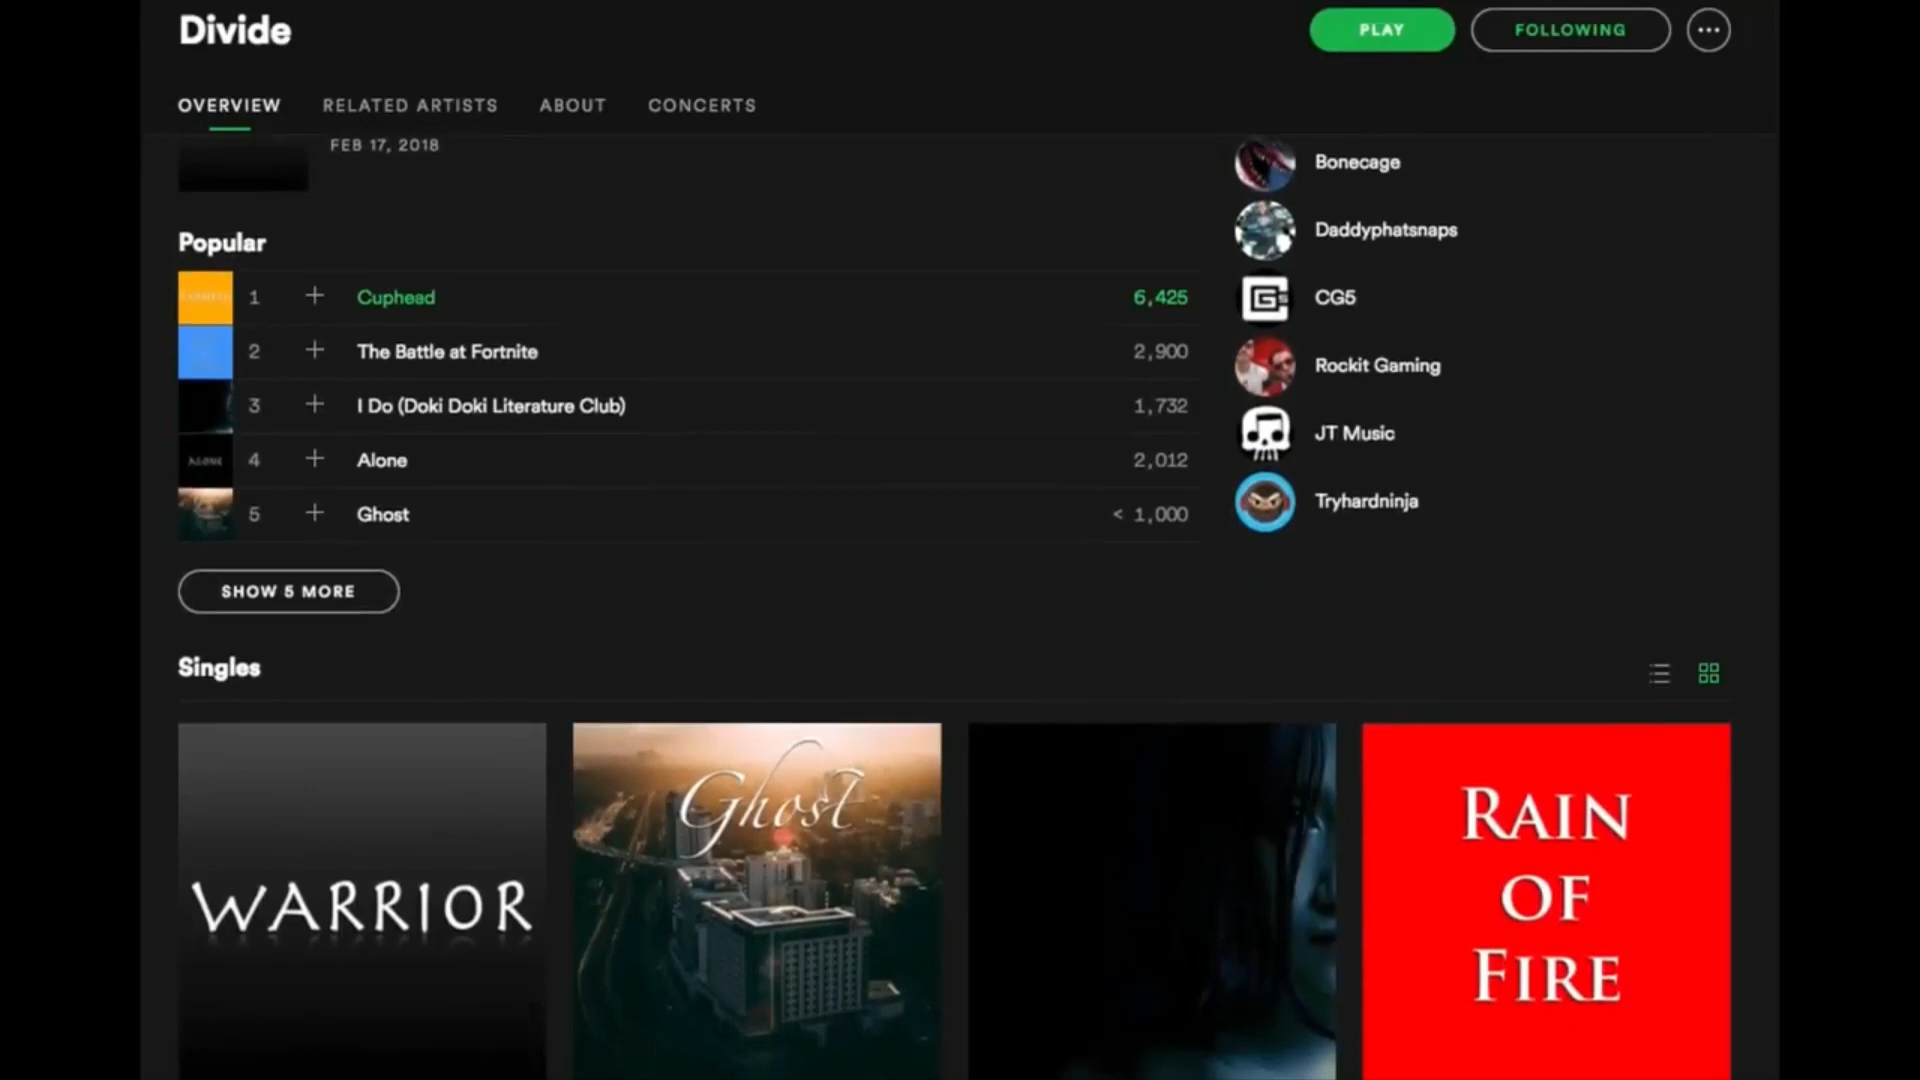 Divide
PLAY
FOLLOWING
OVERVIEW
RELATED ARTISTS
ABOUT
CONCERTS
FEB 17, 2018
Popular
1 Cuphead 6,425
2 The Battle at Fortnite 2,900
3 I Do (Doki Doki Literature Club) 1,732
ALONE 4 Alone 2,012
5 Ghost < 1,000
SHOW 5 MORE
Bonecage
Daddyphatsnaps
CG5
Rockit Gaming
JT Music
Tryhardninja
Singles
WARRIOR
Ghost
RAIN
OF
FIRE